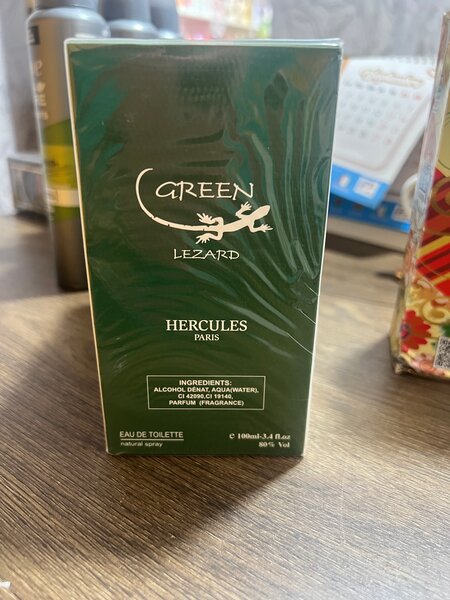 GREEN
LEZARD
HERCULES
PARIS
INGREDIENTS:
ALCOHOL DÉNAT, AQUA(WATER),
CI 42090,CI 19140,
PARFUM (FRAGRANCE)
EAU DE TOILETTE
natural spray
℮ 100ml-3.4 fl.oz
80% Vol